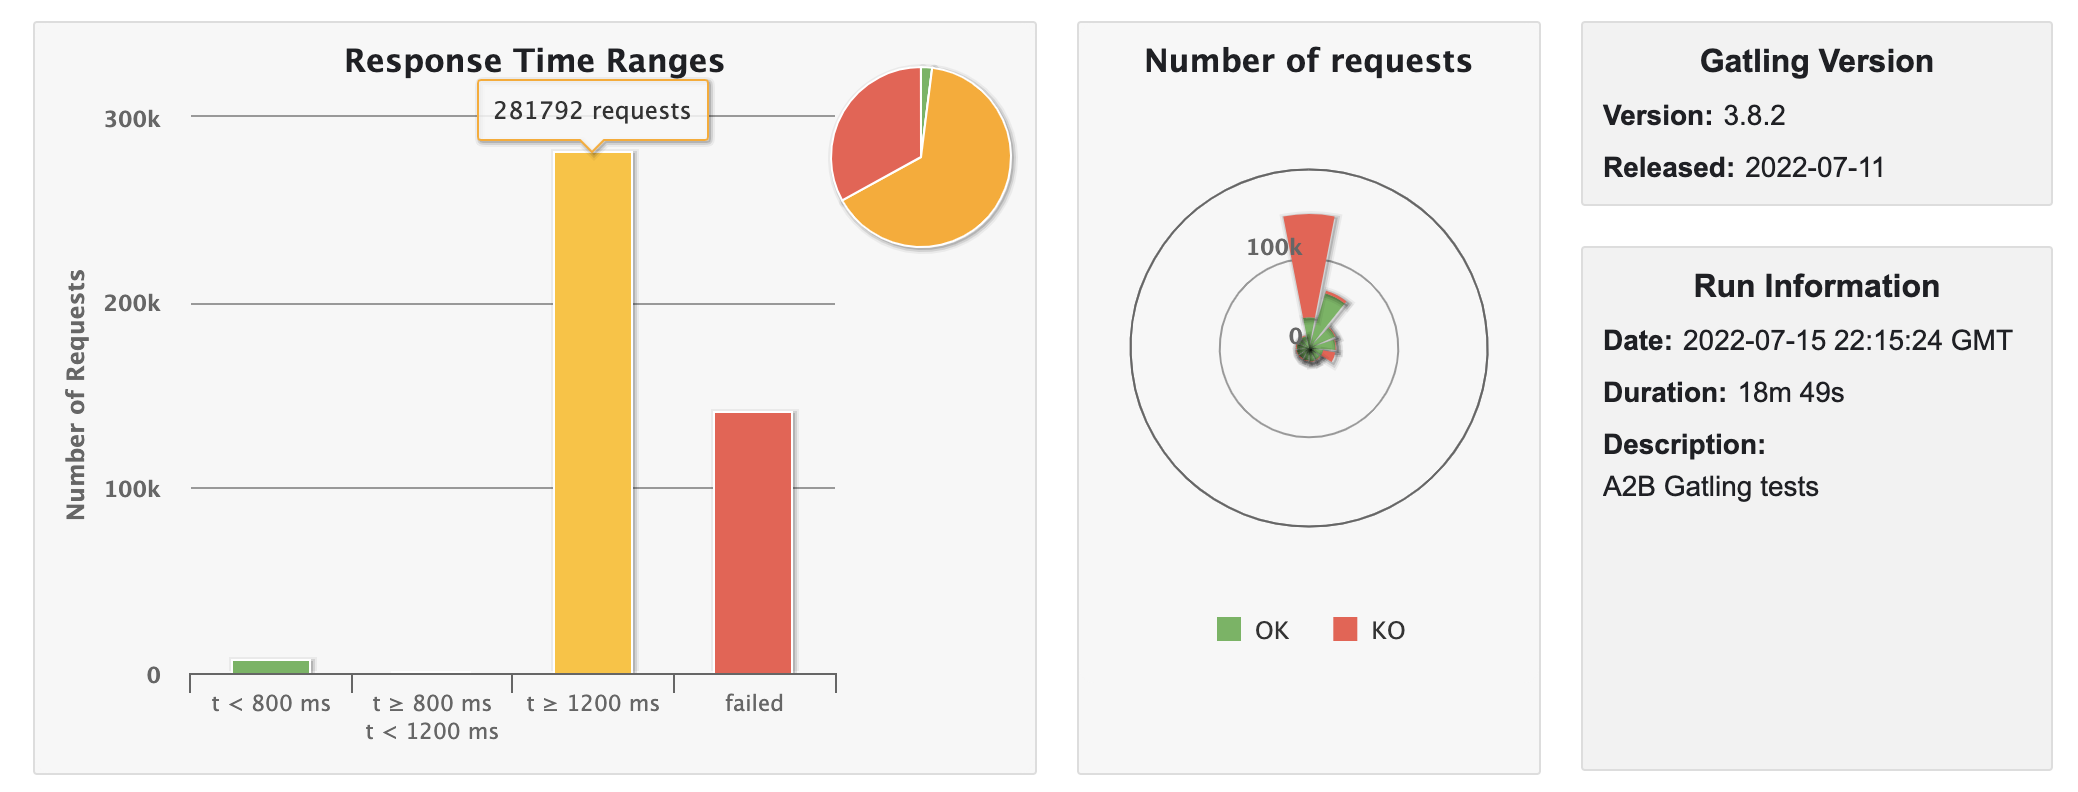 Response Time Ranges
281792 requests
300k
200k
100k
0
Number of Requests
t < 800 ms
t ≥ 800 ms
t < 1200 ms
t ≥ 1200 ms
failed
Number of requests
100k
0
OK
KO
Gatling Version
Version: 3.8.2
Released: 2022-07-11
Run Information
Date: 2022-07-15 22:15:24 GMT
Duration: 18m 49s
Description:
A2B Gatling tests